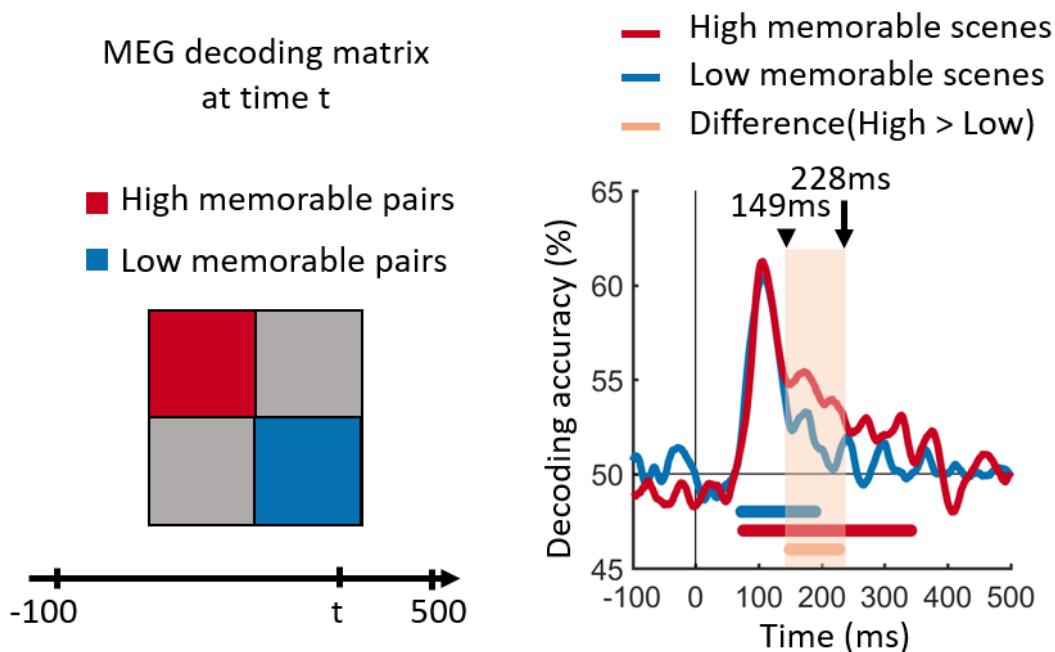 MEG decoding matrix
at time t
High memorable pairs
Low memorable pairs
-100
t
500
High memorable scenes
Low memorable scenes
Difference(High > Low)
228ms
149ms
Decoding accuracy (%)
65
60
55
50
45
-100
0
100
200
300
400
500
Time (ms)